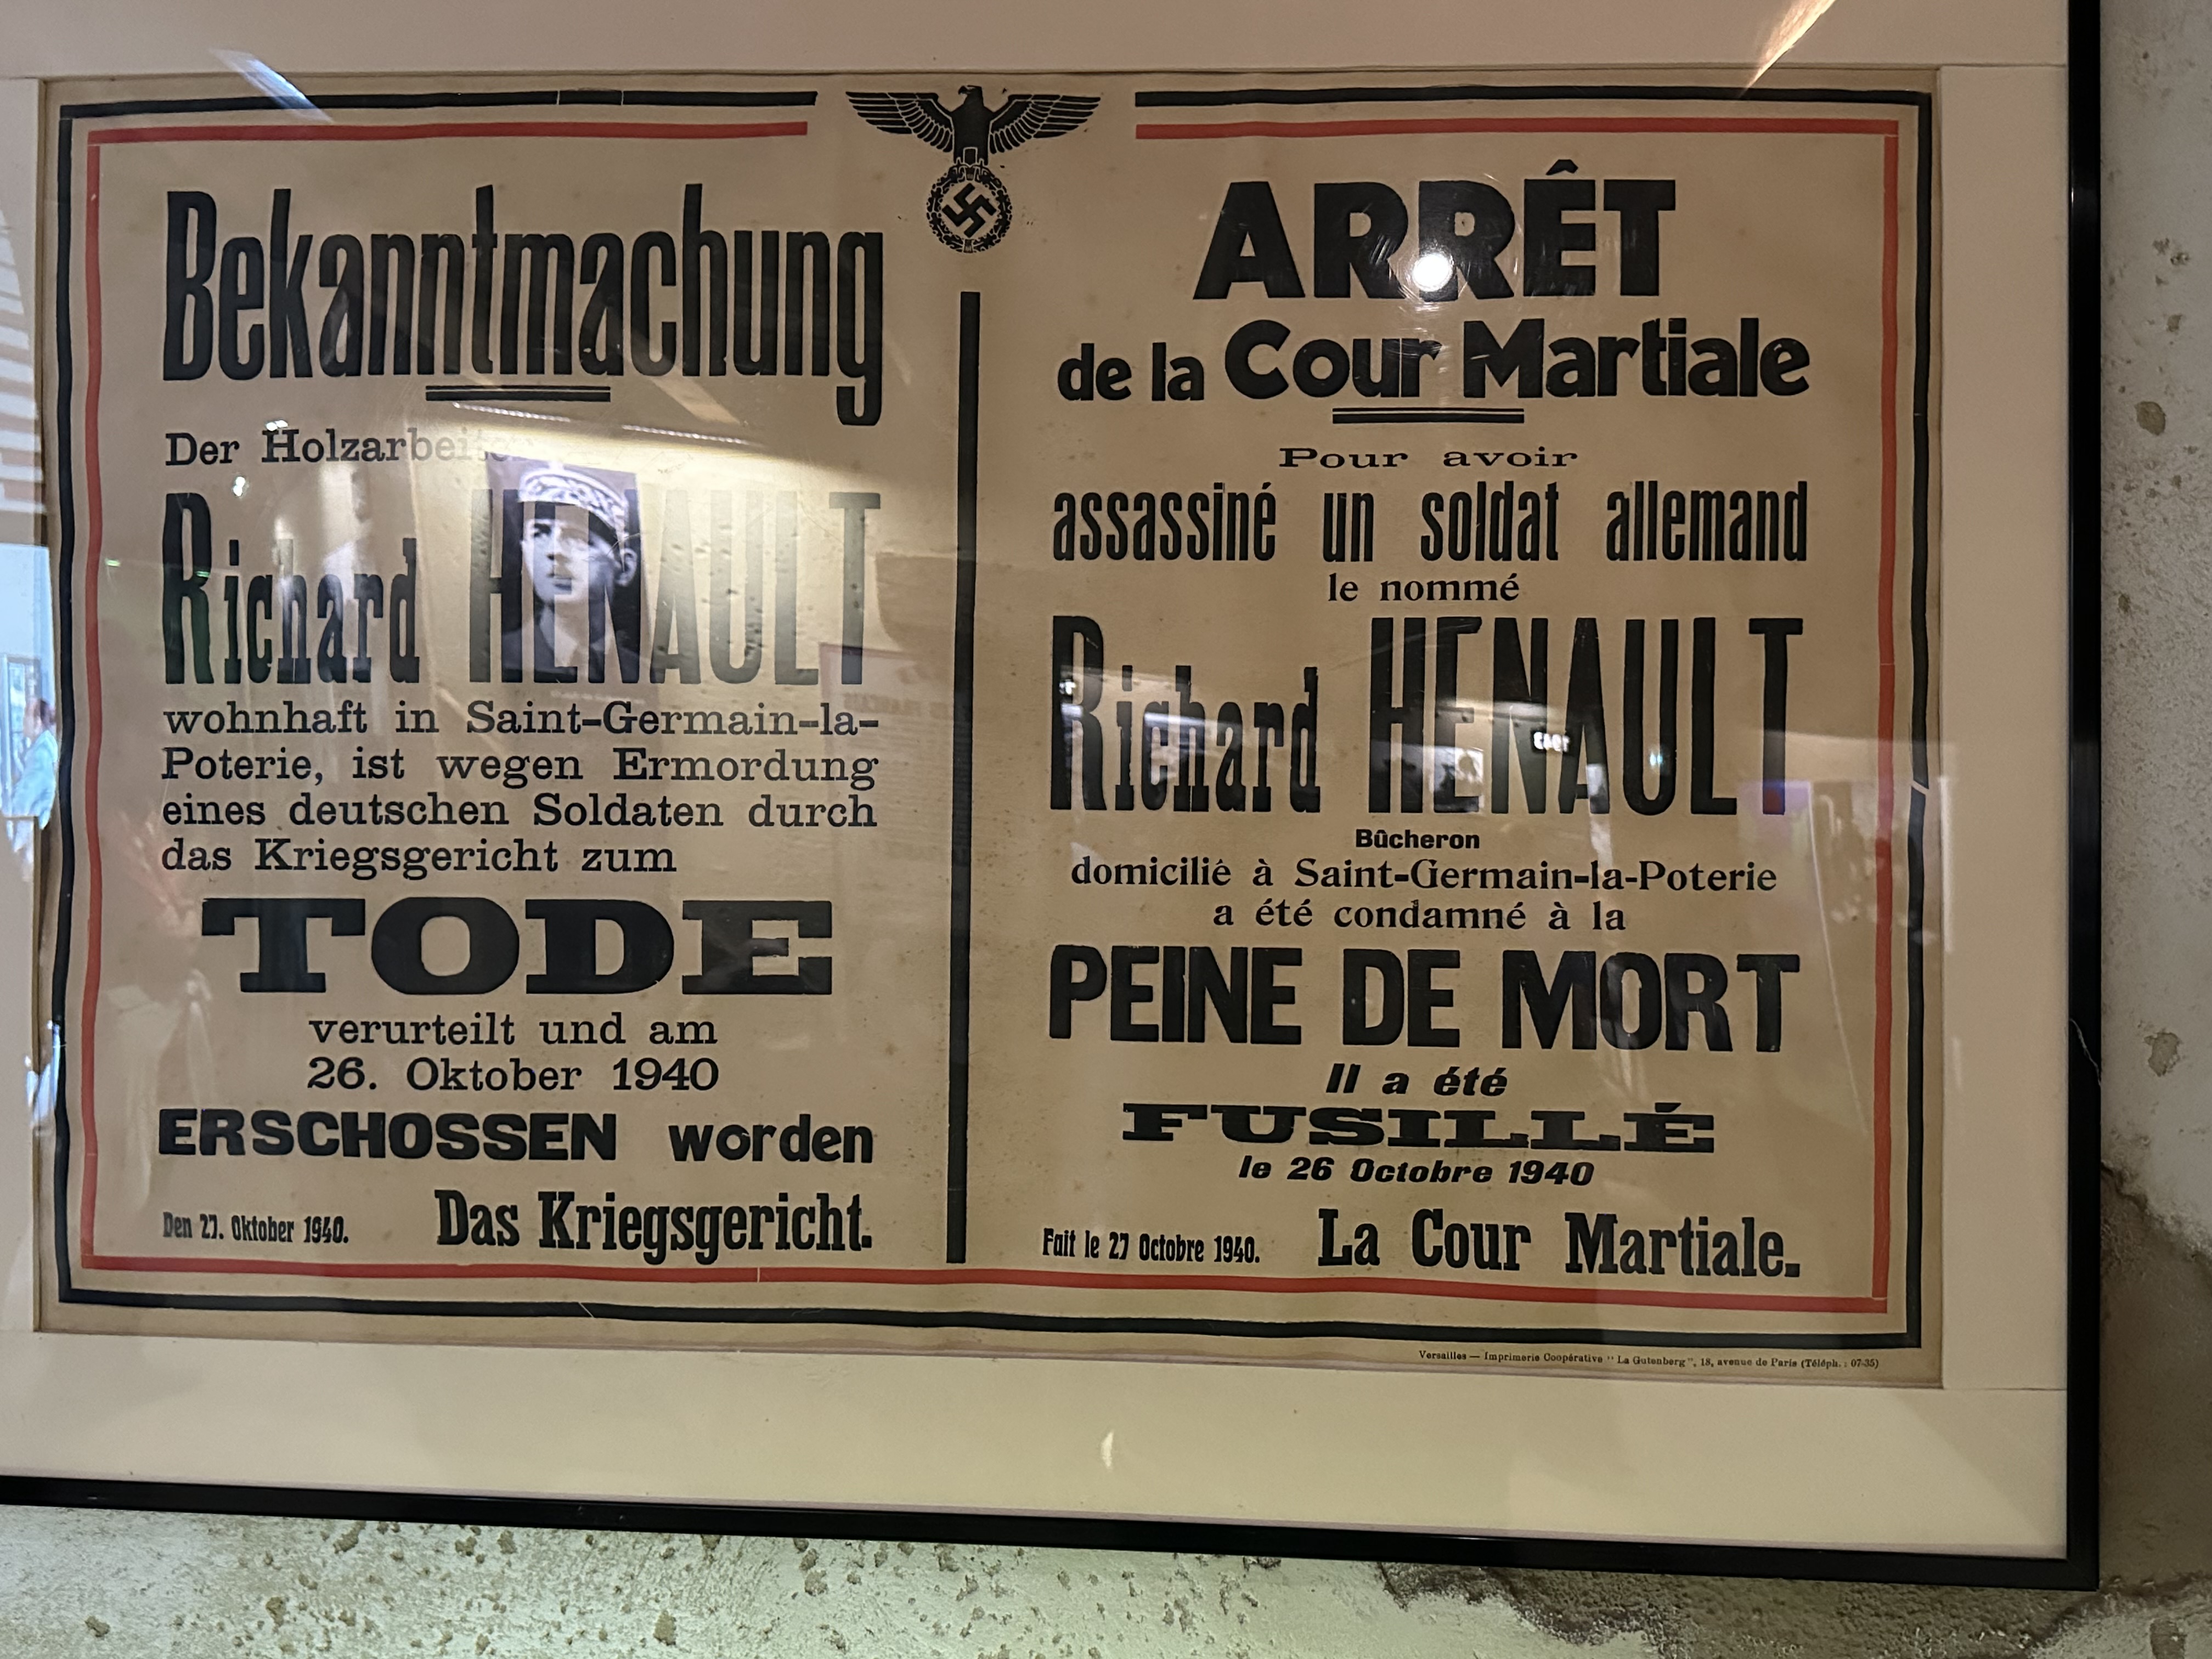 Bekanntmachung
Der Holzarbeiter
Richard HENAULT
wohnhaft in Saint-Germain-la-
Poterie, ist wegen Ermordung
eines deutschen Soldaten durch
das Kriegsgericht zum
TODE
verurteilt und am
26. Oktober 1940
ERSCHOSSEN worden
Den 27. Oktober 1940. Das Kriegsgericht.
ARRÊT
de la Cour Martiale
Pour avoir
assassiné un soldat allemand
le nommé
Richard HENAULT
Bûcheron
domicilié à Saint-Germain-la-Poterie
a été condamné à la
PEINE DE MORT
Il a été
FUSILLÉ
le 26 Octobre 1940
Fait le 27 Octobre 1940. La Cour Martiale.
Versailles — Imprimerie Coopérative "La Gutenberg", 18, avenue de Paris (Téléph. : 07-35)